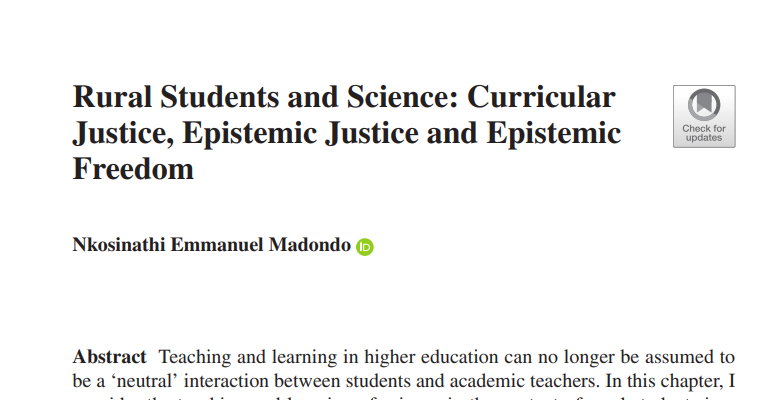 Rural Students and Science: Curricular
Justice, Epistemic Justice and Epistemic
Freedom
Check for
updates
Nkosinathi Emmanuel Madondo iD
Abstract Teaching and learning in higher education can no longer be assumed to
be a ‘neutral’ interaction between students and academic teachers. In this chapter, I